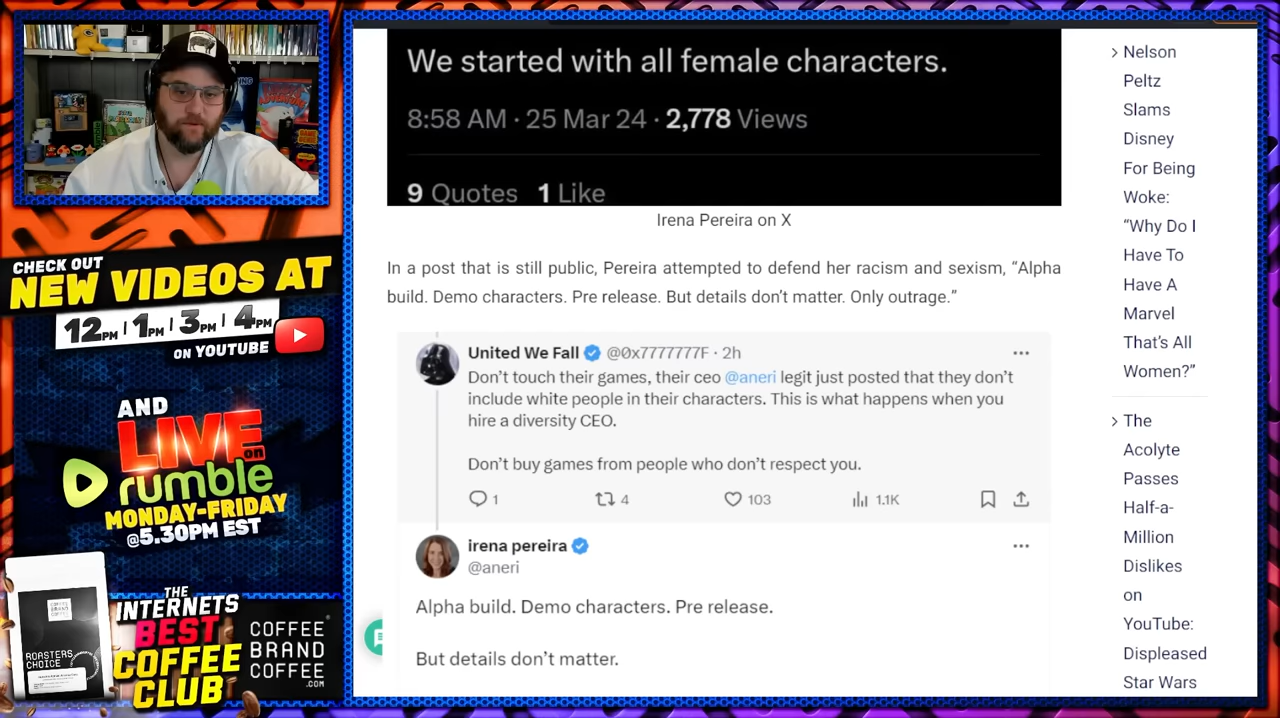 We started with all female characters.
8:58 AM · 25 Mar 24 · 2,778 Views
9 Quotes 1 Like
Irena Pereira on X
In a post that is still public, Pereira attempted to defend her racism and sexism, “Alpha
build. Demo characters. Pre release. But details don’t matter. Only outrage.”
United We Fall @0x7777777F · 2h
Don’t touch their games, their ceo @aneri legit just posted that they don’t
include white people in their characters. This is what happens when you
hire a diversity CEO.
Don’t buy games from people who don’t respect you.
1 4 103 1.1K
irena pereira
@aneri
Alpha build. Demo characters. Pre release.
But details don’t matter.
Nelson
Peltz
Slams
Disney
For Being
Woke:
“Why Do I
Have To
Have A
Marvel
That’s All
Women?”
The
Acolyte
Passes
Half-a-
Million
Dislikes
on
YouTube:
Displeased
Star Wars
CHECK OUT
NEW VIDEOS AT
12PM | 1PM | 3PM | 4PM
ON YOUTUBE
AND
LIVE
on
rumble
MONDAY-FRIDAY
@5.30PM EST
THE
INTERNETS
BEST
COFFEE
CLUB
COFFEE
BRAND
COFFEE
.COM
ROASTERS
CHOICE